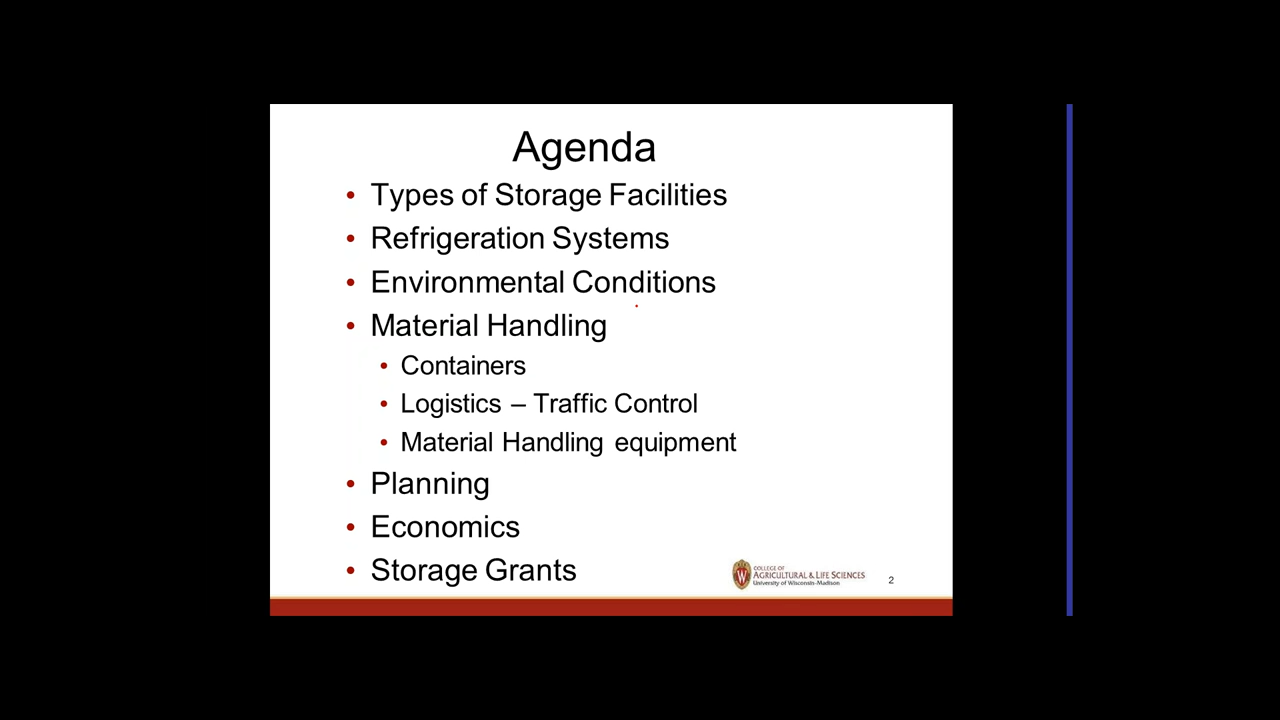 Agenda
• Types of Storage Facilities
• Refrigeration Systems
• Environmental Conditions
• Material Handling
• Containers
• Logistics – Traffic Control
• Material Handling equipment
• Planning
• Economics
• Storage Grants
COLLEGE OF
AGRICULTURAL & LIFE SCIENCES
University of Wisconsin-Madison
2